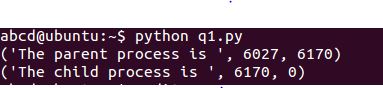 abcd@ubuntu:~$ python q1.py
('The parent process is ', 6027, 6170)
('The child process is ', 6170, 0)